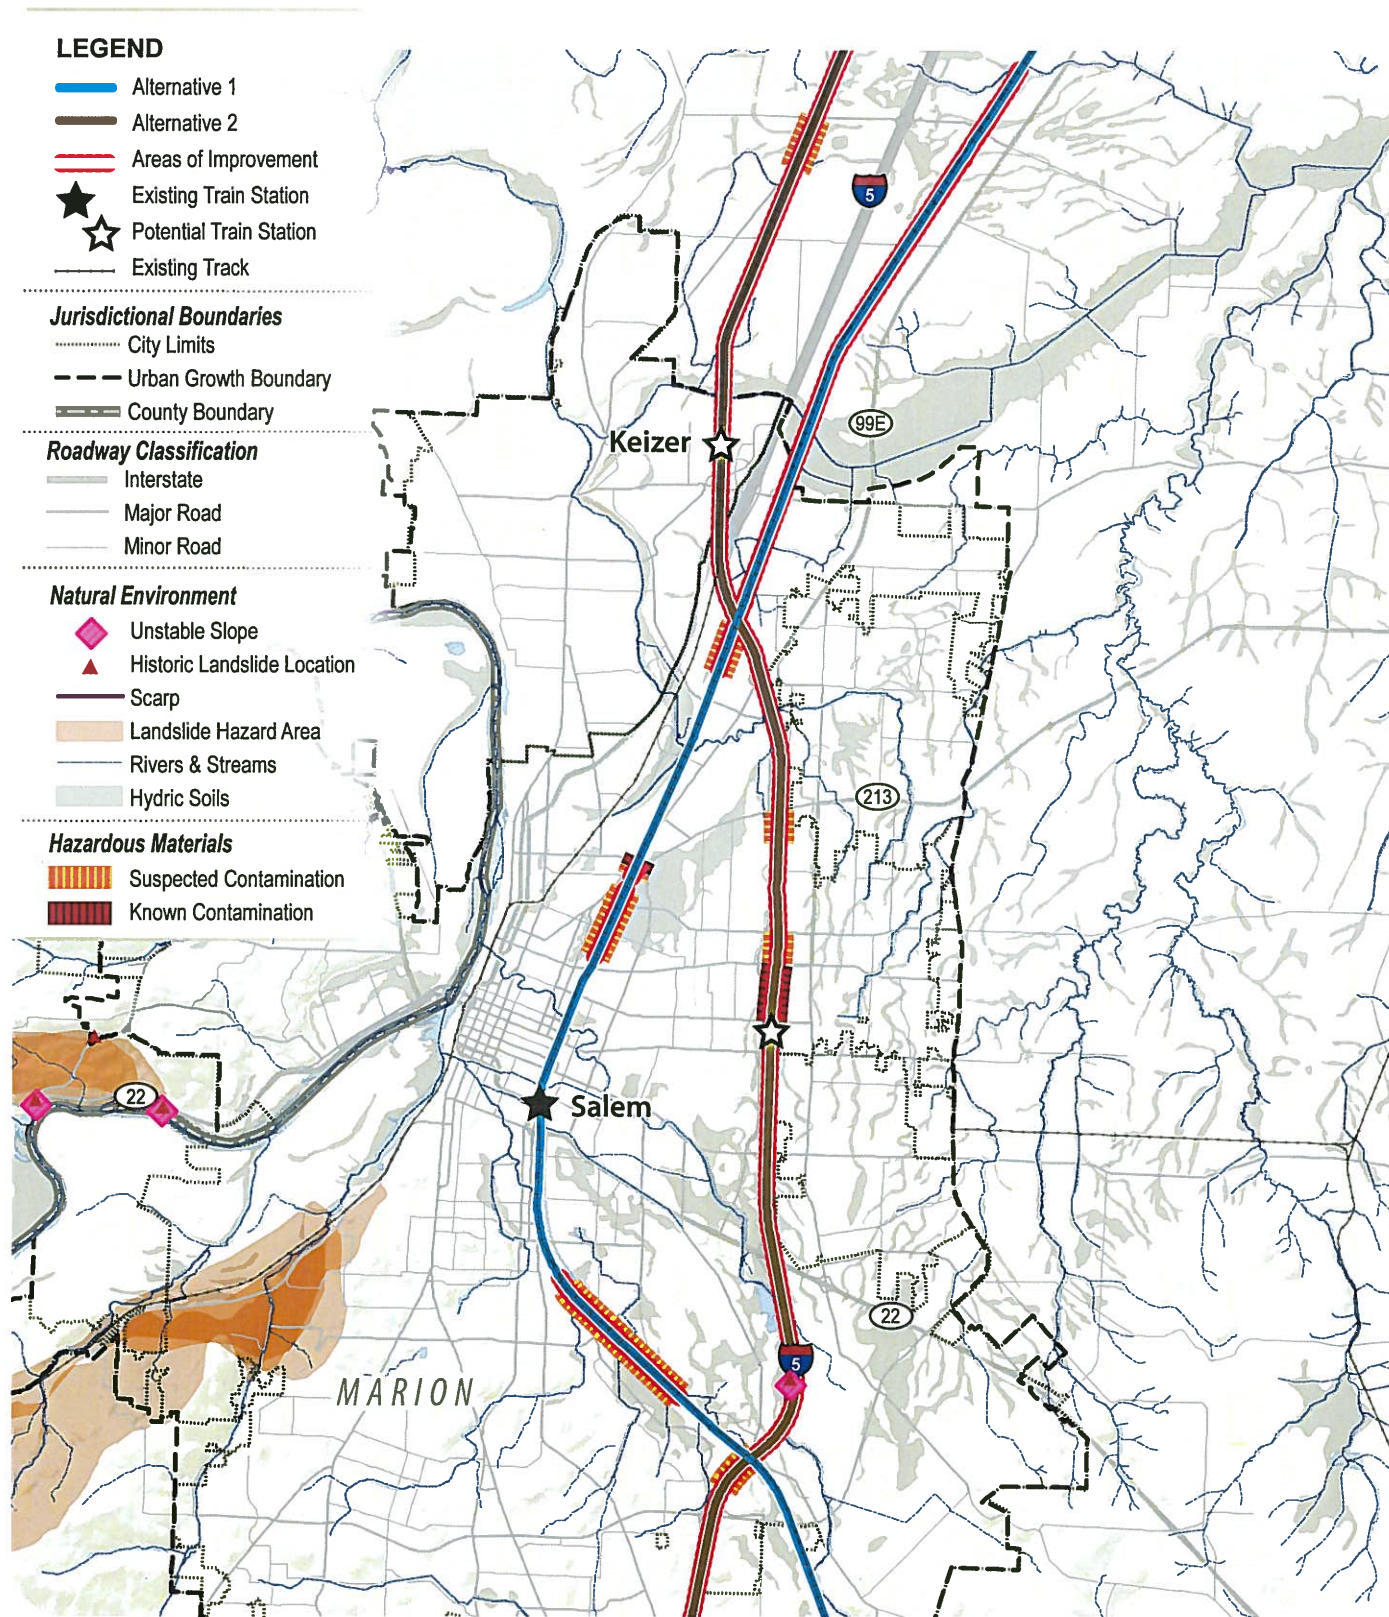 LEGEND
Alternative 1
Alternative 2
Areas of Improvement
Existing Train Station
Potential Train Station
Existing Track
Jurisdictional Boundaries
City Limits
Urban Growth Boundary
County Boundary
Roadway Classification
Interstate
Major Road
Minor Road
Natural Environment
Unstable Slope
Historic Landslide Location
Scarp
Landslide Hazard Area
Rivers & Streams
Hydric Soils
Hazardous Materials
Suspected Contamination
Known Contamination
5
99E
Keizer
213
22
Salem
22
5
MARION